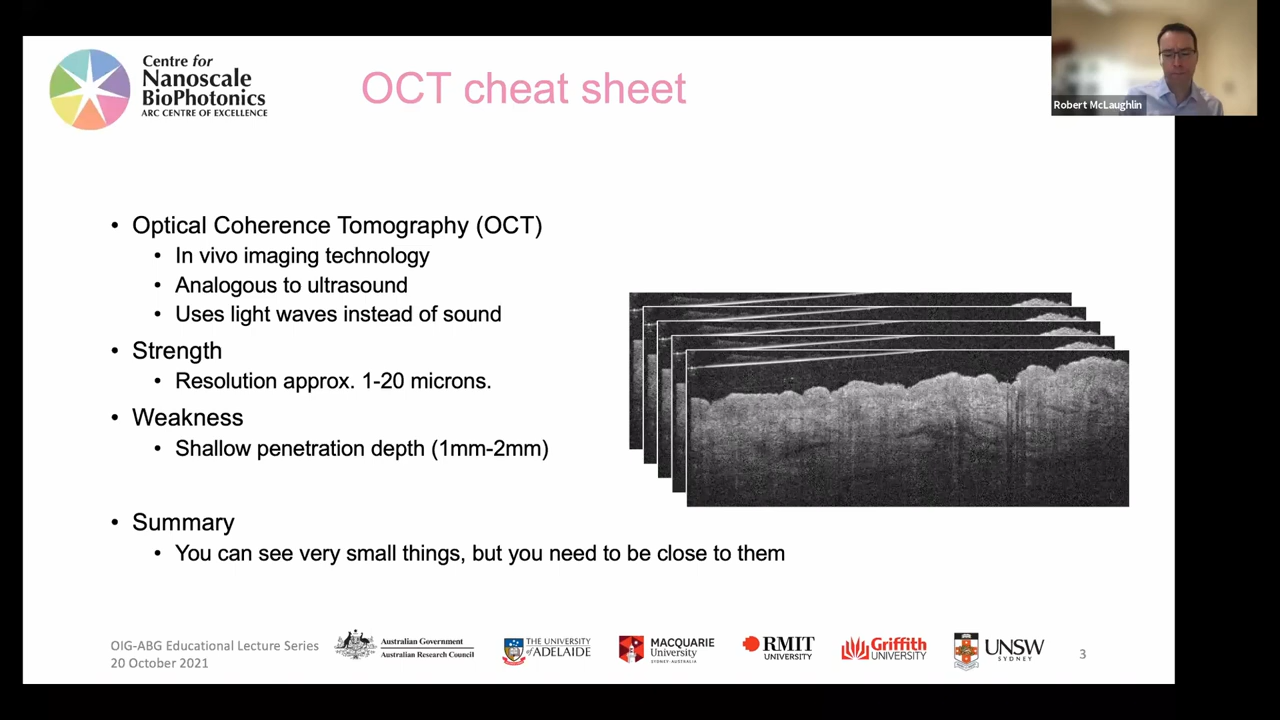 Centre for
Nanoscale
BioPhotonics
ARC CENTRE OF EXCELLENCE
OCT cheat sheet
Robert McLaughlin
• Optical Coherence Tomography (OCT)
• In vivo imaging technology
• Analogous to ultrasound
• Uses light waves instead of sound
• Strength
• Resolution approx. 1-20 microns.
• Weakness
• Shallow penetration depth (1mm-2mm)
• Summary
• You can see very small things, but you need to be close to them
OIG-ABG Educational Lecture Series
20 October 2021
Australian Government
Australian Research Council
THE UNIVERSITY
of ADELAIDE
MACQUARIE
University
SYDNEY·AUSTRALIA
RMIT
UNIVERSITY
Griffith
UNIVERSITY
UNSW
SYDNEY
3